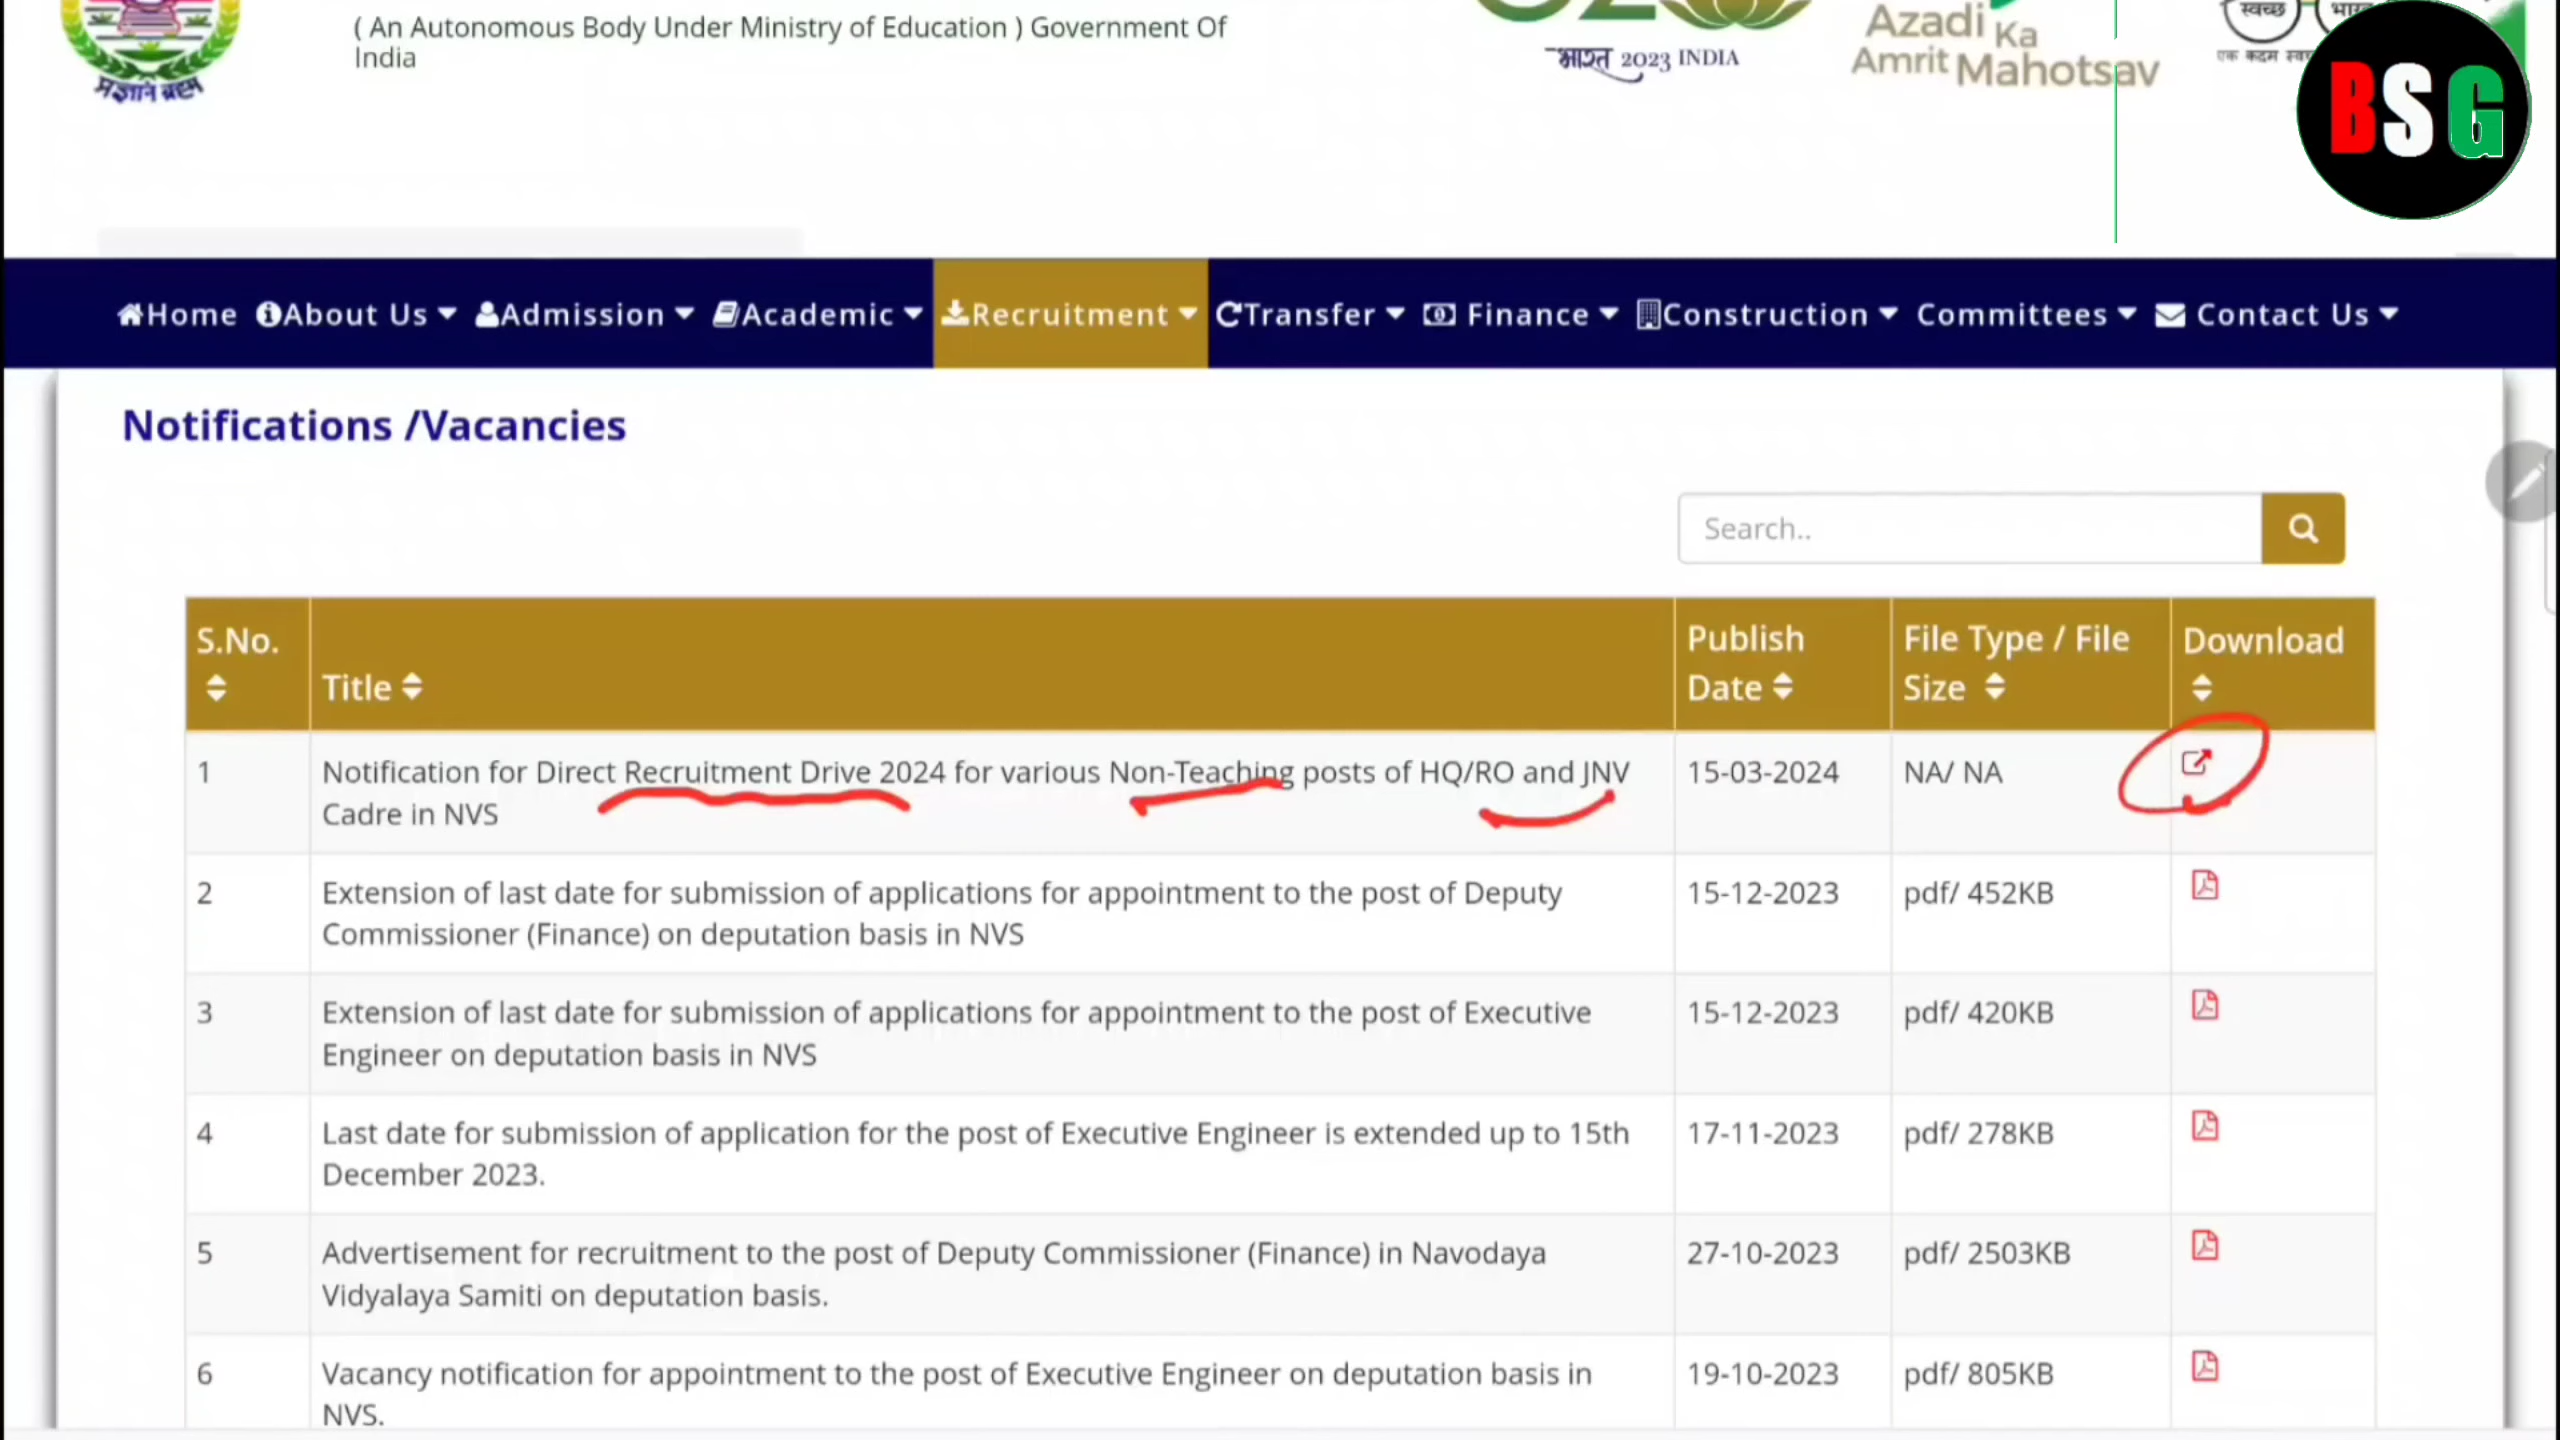 ( An Autonomous Body Under Ministry of Education ) Government Of
India
प्रज्ञानं ब्रह्म
भारत 2023 INDIA
Azadi Ka
Amrit Mahotsav
स्वच्छ
एक कदम
BSG
Home About Us Admission Academic Recruitment Transfer Finance Construction Committees Contact Us
Notifications /Vacancies
Search..
S.No. Title Publish Date File Type / File Size Download
1 Notification for Direct Recruitment Drive 2024 for various Non-Teaching posts of HQ/RO and JNV 15-03-2024 NA/ NA
Cadre in NVS
2 Extension of last date for submission of applications for appointment to the post of Deputy 15-12-2023 pdf/ 452KB
Commissioner (Finance) on deputation basis in NVS
3 Extension of last date for submission of applications for appointment to the post of Executive 15-12-2023 pdf/ 420KB
Engineer on deputation basis in NVS
4 Last date for submission of application for the post of Executive Engineer is extended up to 15th 17-11-2023 pdf/ 278KB
December 2023.
5 Advertisement for recruitment to the post of Deputy Commissioner (Finance) in Navodaya 27-10-2023 pdf/ 2503KB
Vidyalaya Samiti on deputation basis.
6 Vacancy notification for appointment to the post of Executive Engineer on deputation basis in 19-10-2023 pdf/ 805KB
NVS.